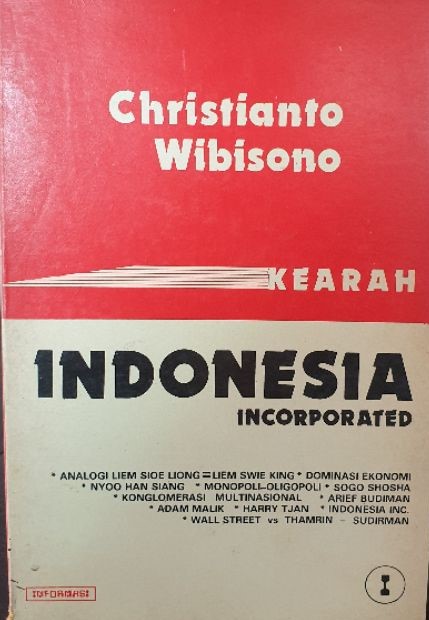 Christianto
Wibisono
KEARAH
INDONESIA
INCORPORATED
* ANALOGI LIEM SIOE LIONG = LIEM SWIE KING * DOMINASI EKONOMI
* NYOO HAN SIANG * MONOPOLI-OLIGOPOLI * SOGO SHOSHA
* KONGLOMERASI MULTINASIONAL * ARIEF BUDIMAN
* ADAM MALIK * HARRY TJAN * INDONESIA INC.
* WALL STREET vs THAMRIN - SUDIRMAN
INFORMASI
I